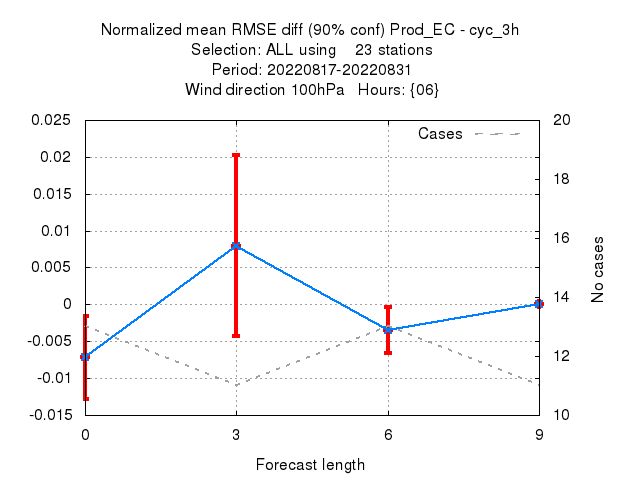 Normalized mean RMSE diff (90% conf) Prod_EC - cyc_3h
Selection: ALL using    23 stations
Period: 20220817-20220831
Wind direction 100hPa   Hours: {06}
Cases
0.025
0.02
0.015
0.01
0.005
0
-0.005
-0.01
-0.015
20
18
16
14
12
10
No cases
0
3
6
9
Forecast length